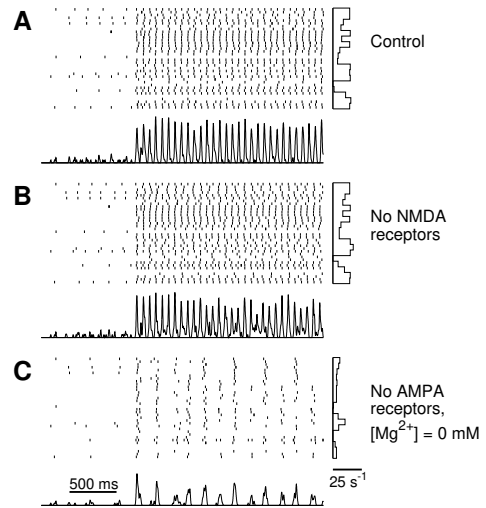 A
Control
B
No NMDA
receptors
C
No AMPA
receptors,
[Mg²⁺] = 0 mM
500 ms
25 s⁻¹